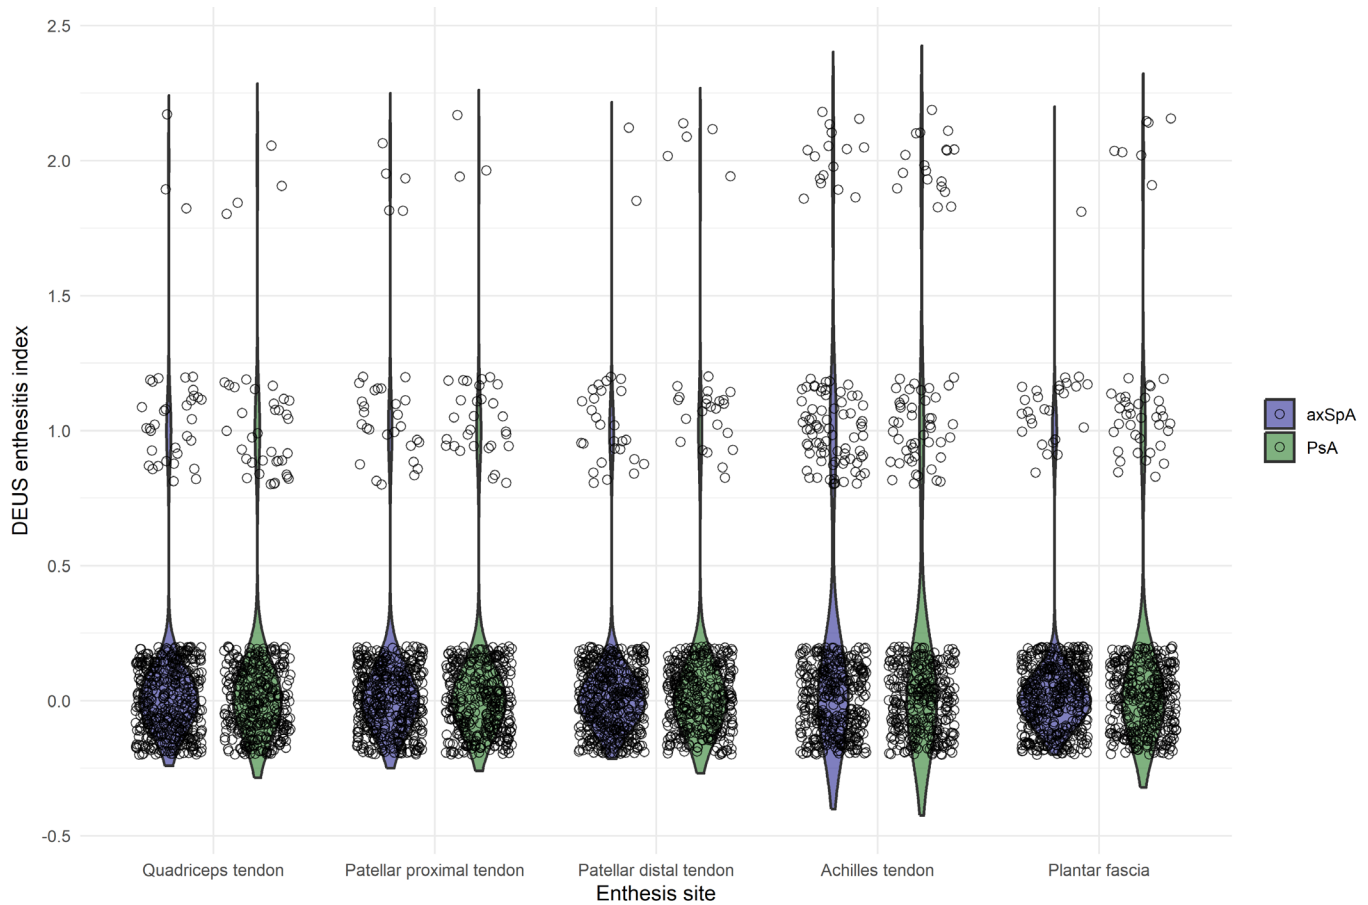 DEUS enthesitis index
2.5
2.0
1.5
1.0
0.5
0.0
-0.5
Quadriceps tendon
Patellar proximal tendon
Patellar distal tendon
Achilles tendon
Plantar fascia
Enthesis site
axSpA
PsA